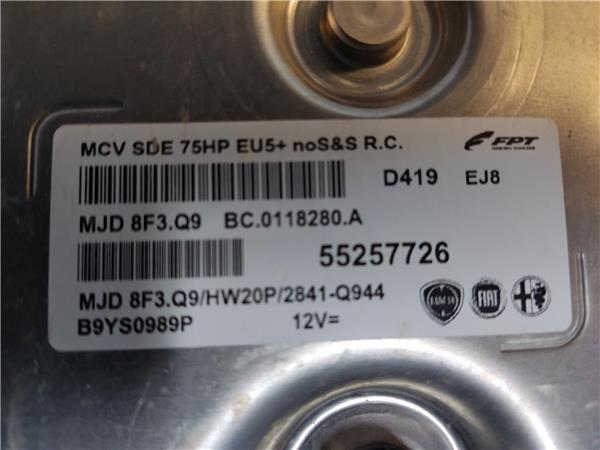 MCV SDE 75HP EU5+ noS&S R.C.
FPT
D419 EJ8
MJD 8F3.Q9 BC.0118280.A
55257726
MJD 8F3.Q9/HW20P/2841-Q944
LANCIA
FIAT
B9YS0989P 12V=